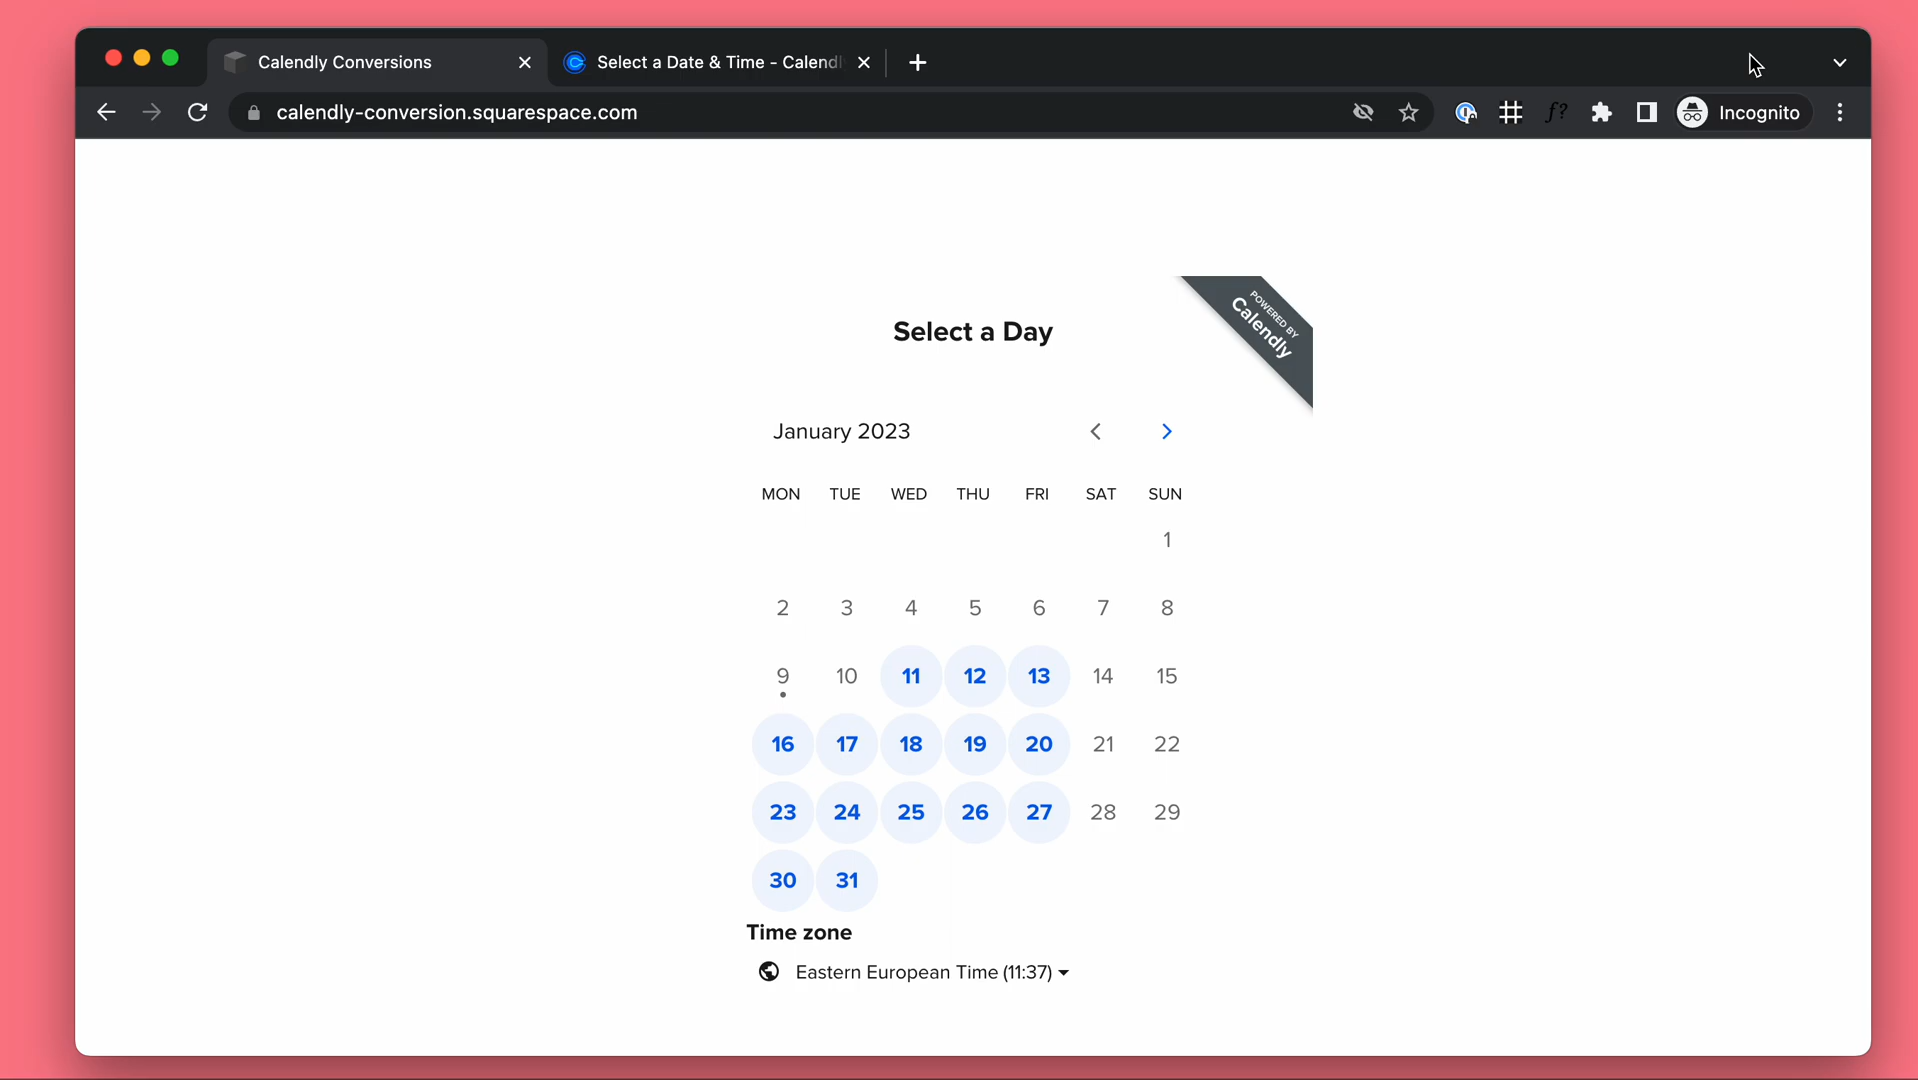 Calendly Conversions
Select a Date & Time - Calendl
calendly-conversion.squarespace.com
f?
Incognito
POWERED BY
Calendly
Select a Day
January 2023
MON TUE WED THU FRI SAT SUN
1
2 3 4 5 6 7 8
9 10 11 12 13 14 15
16 17 18 19 20 21 22
23 24 25 26 27 28 29
30 31
Time zone
Eastern European Time (11:37)